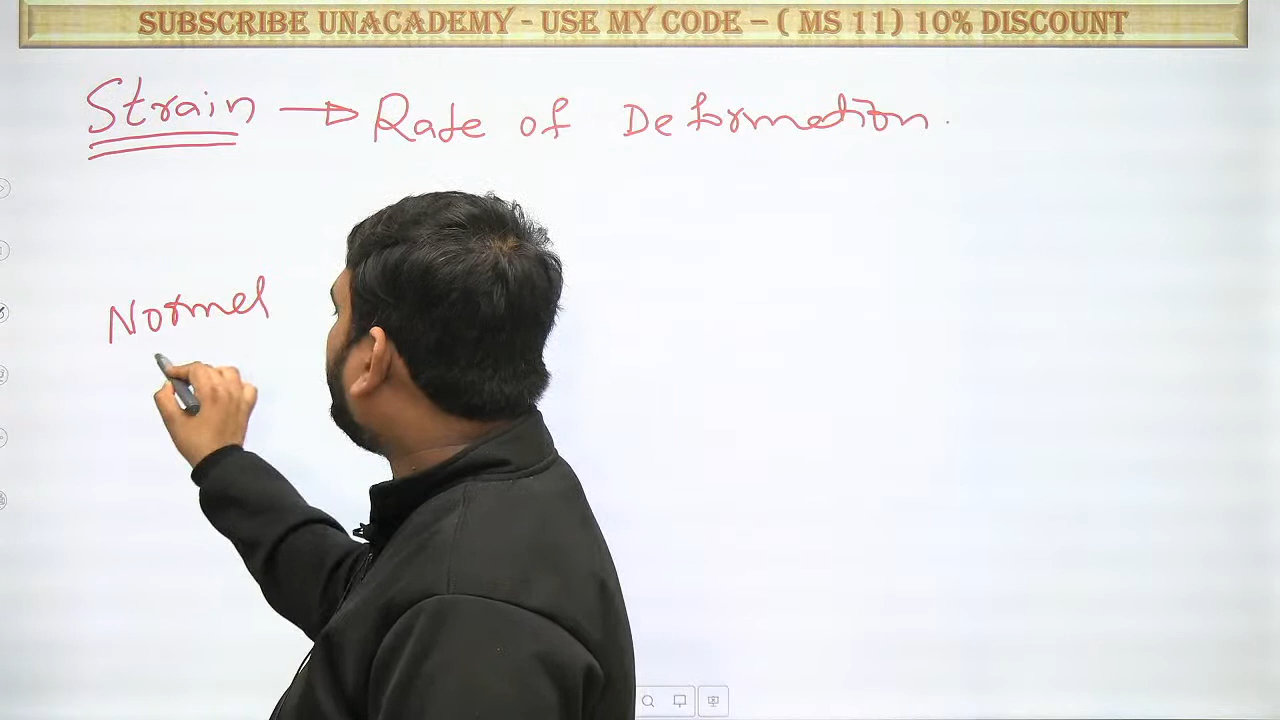 SUBSCRIBE UNACADEMY - USE MY CODE – ( MS 11) 10% DISCOUNT
Strain → Rate of Deformation.
Normal